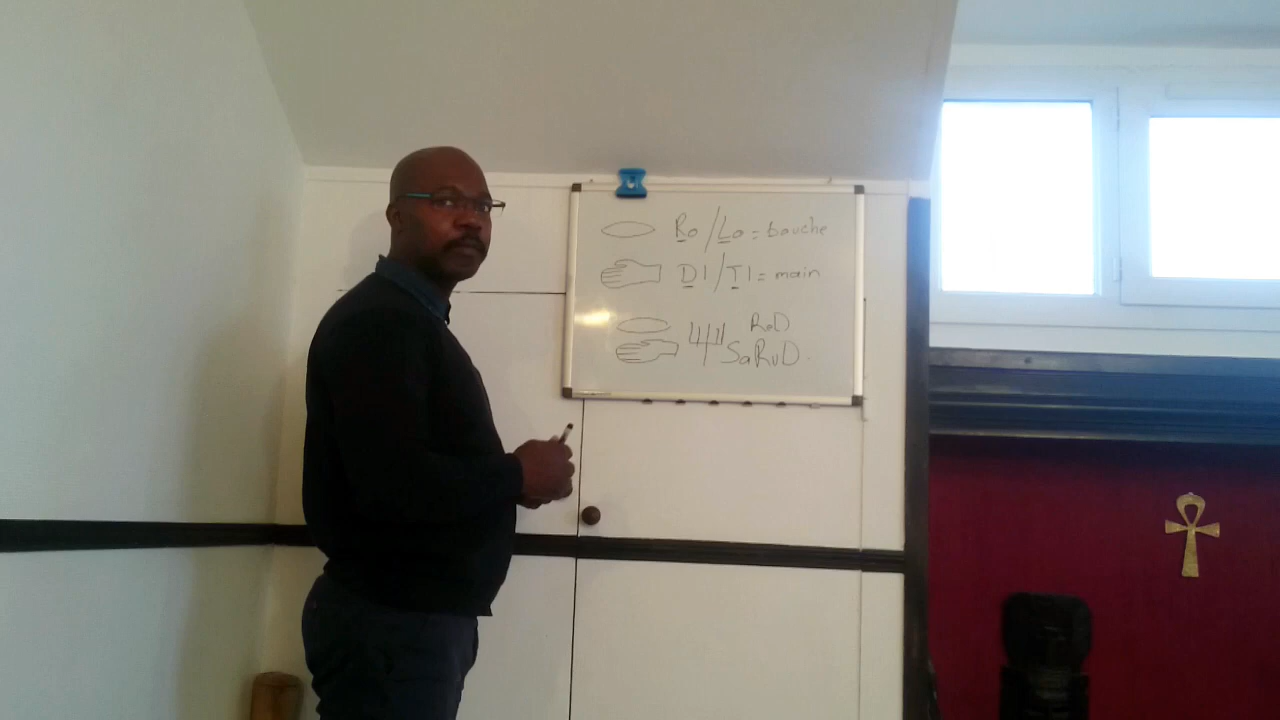 Ro/Lo = bouche
DI/TI = main
RoD
SaRuD